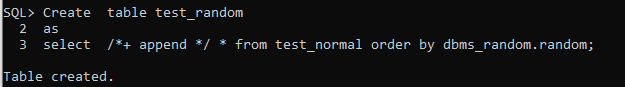 SQL> Create  table test_random
  2  as
  3  select  /*+ append */ * from test_normal order by dbms_random.random;
Table created.